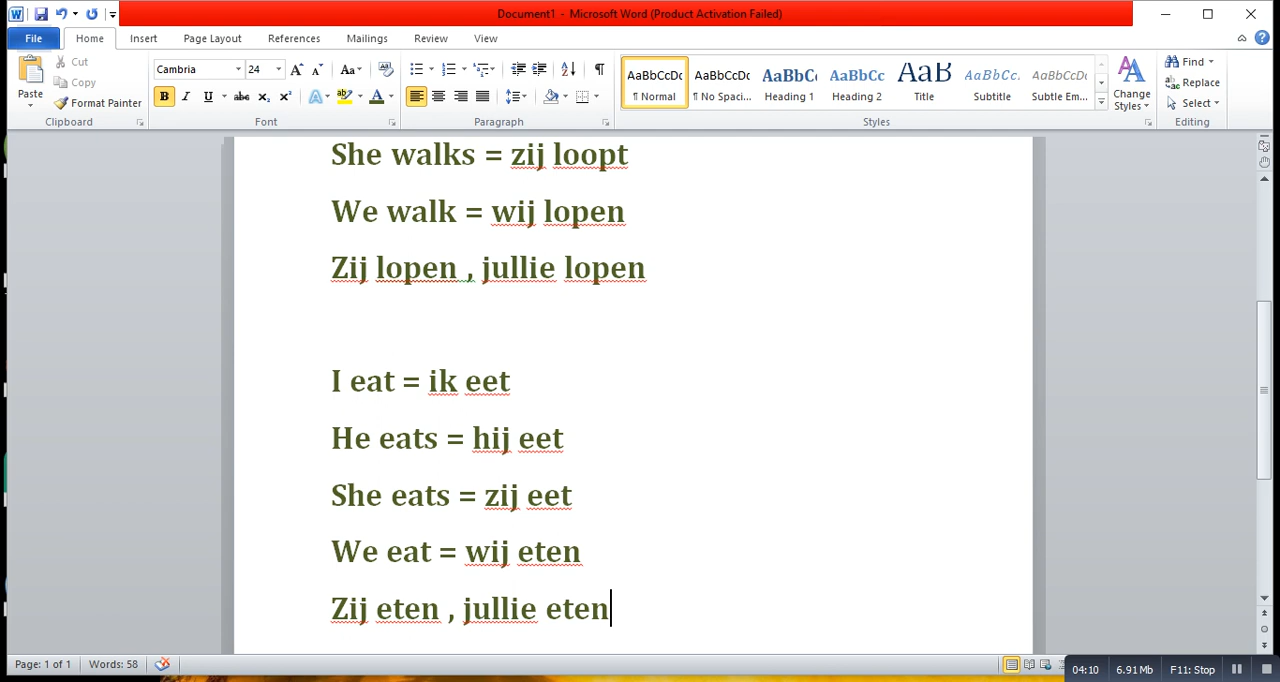 Document1 - Microsoft Word (Product Activation Failed)
File Home Insert Page Layout References Mailings Review View
Paste
Cut
Copy
Format Painter
Clipboard
Cambria 24
Font
Paragraph
AaBbCcDc AaBbCcDc AaBbCc AaBbCc AaB AaBbCc. AaBbCcDc
¶ Normal ¶ No Spaci... Heading 1 Heading 2 Title Subtitle Subtle Em...
Change Styles
Styles
Find
Replace
Select
Editing
She walks = zij loopt
We walk = wij lopen
Zij lopen , jullie lopen
I eat = ik eet
He eats = hij eet
She eats = zij eet
We eat = wij eten
Zij eten , jullie eten
Page: 1 of 1 Words: 58
04:10 6.91 Mb F11: Stop